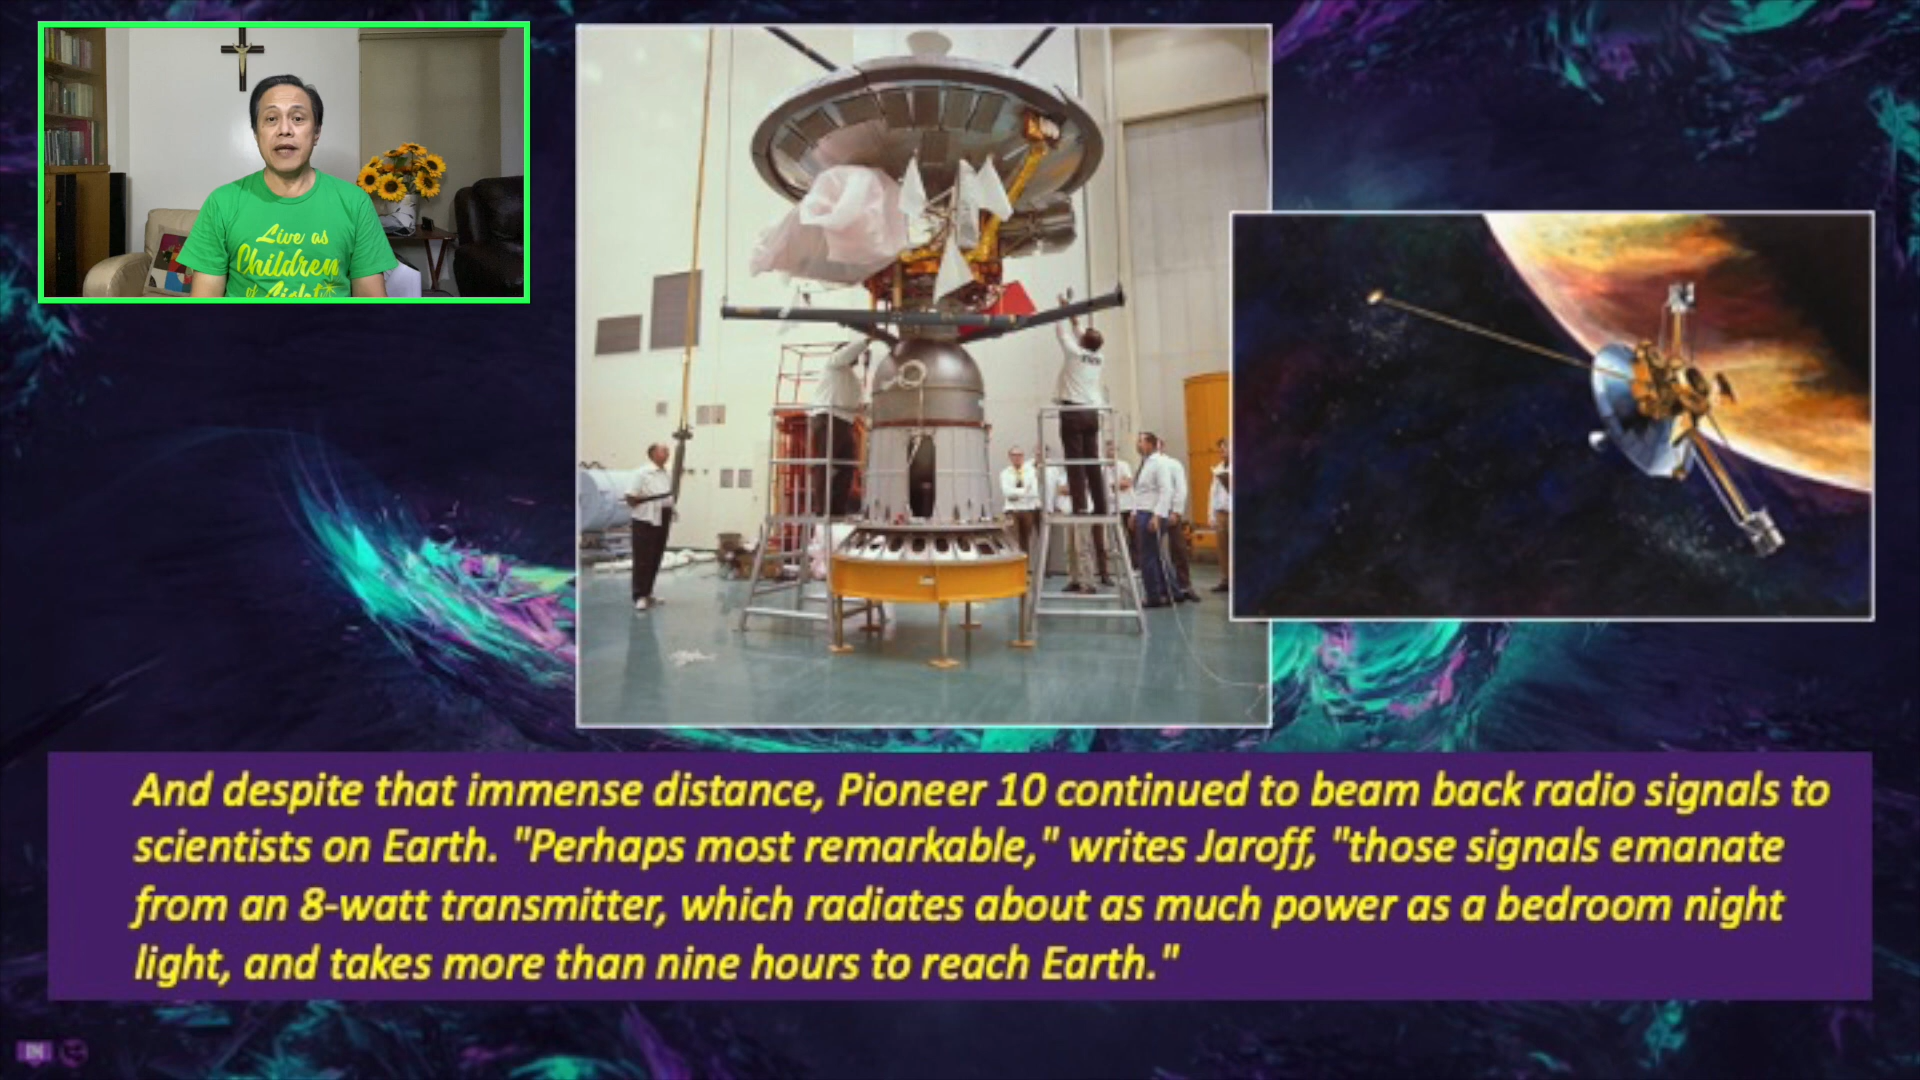 Live as
Children
of Light
And despite that immense distance, Pioneer 10 continued to beam back radio signals to
scientists on Earth. "Perhaps most remarkable," writes Jaroff, "those signals emanate
from an 8-watt transmitter, which radiates about as much power as a bedroom night
light, and takes more than nine hours to reach Earth."